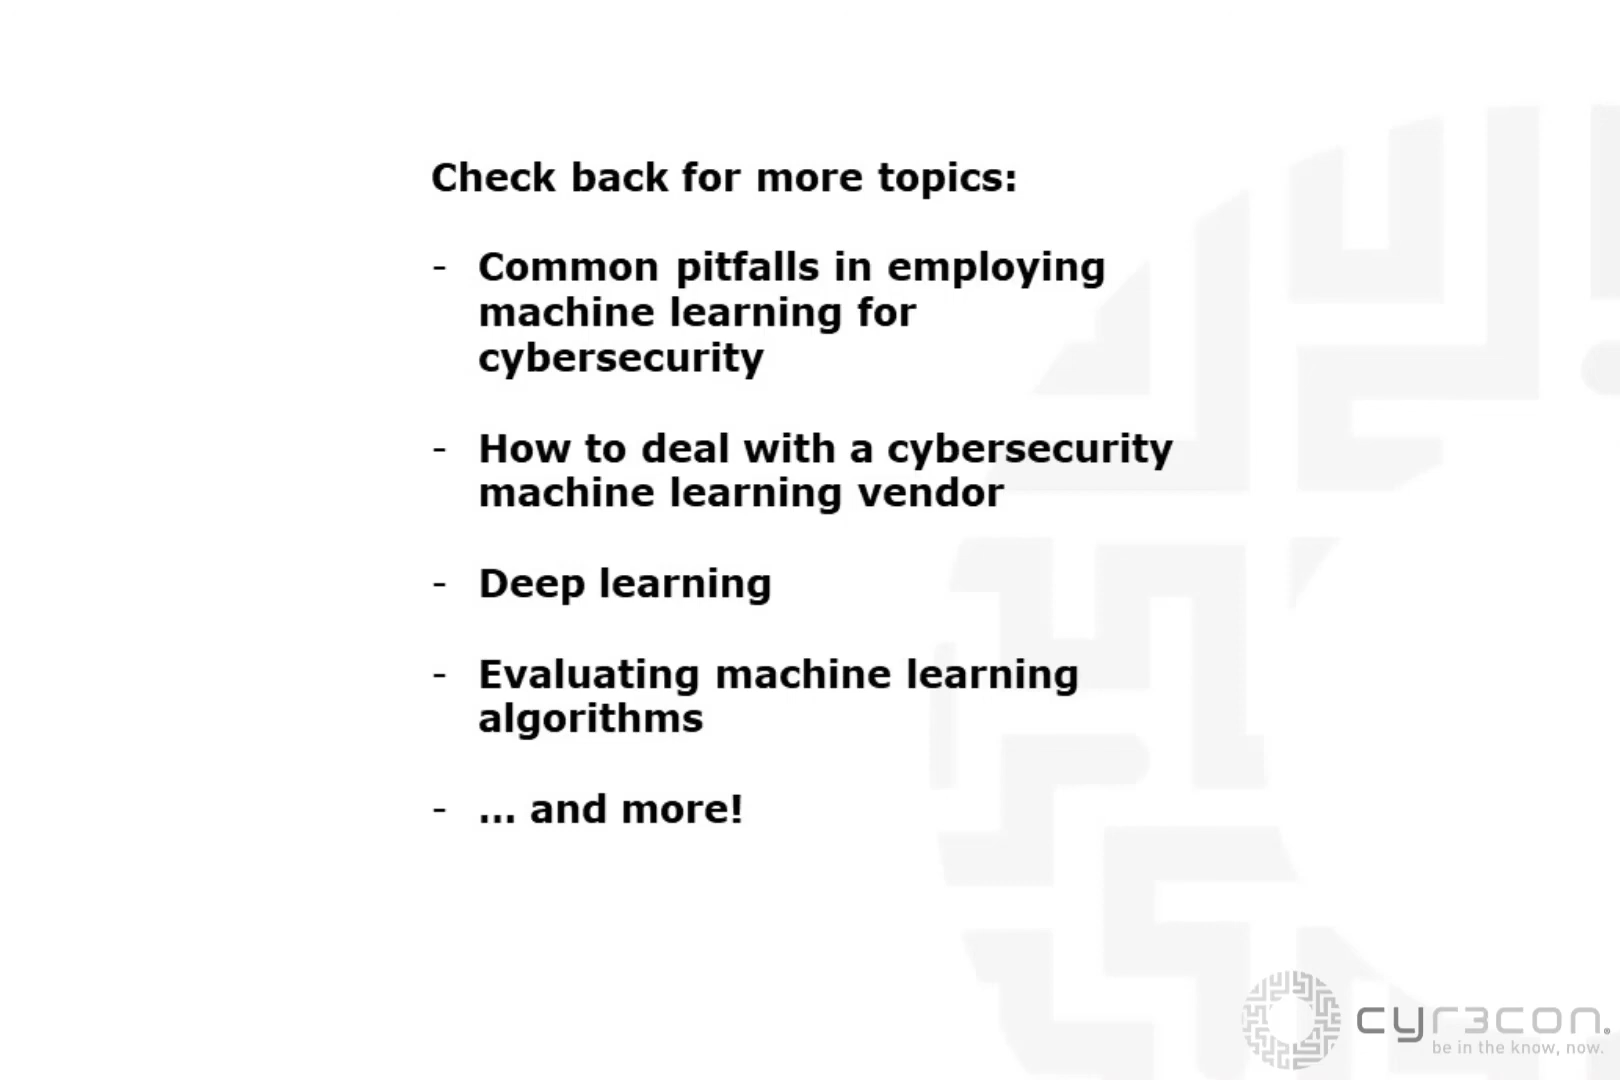 Check back for more topics:
- Common pitfalls in employing
machine learning for
cybersecurity
- How to deal with a cybersecurity
machine learning vendor
- Deep learning
- Evaluating machine learning
algorithms
- ... and more!
cyr3con®
be in the know, now.